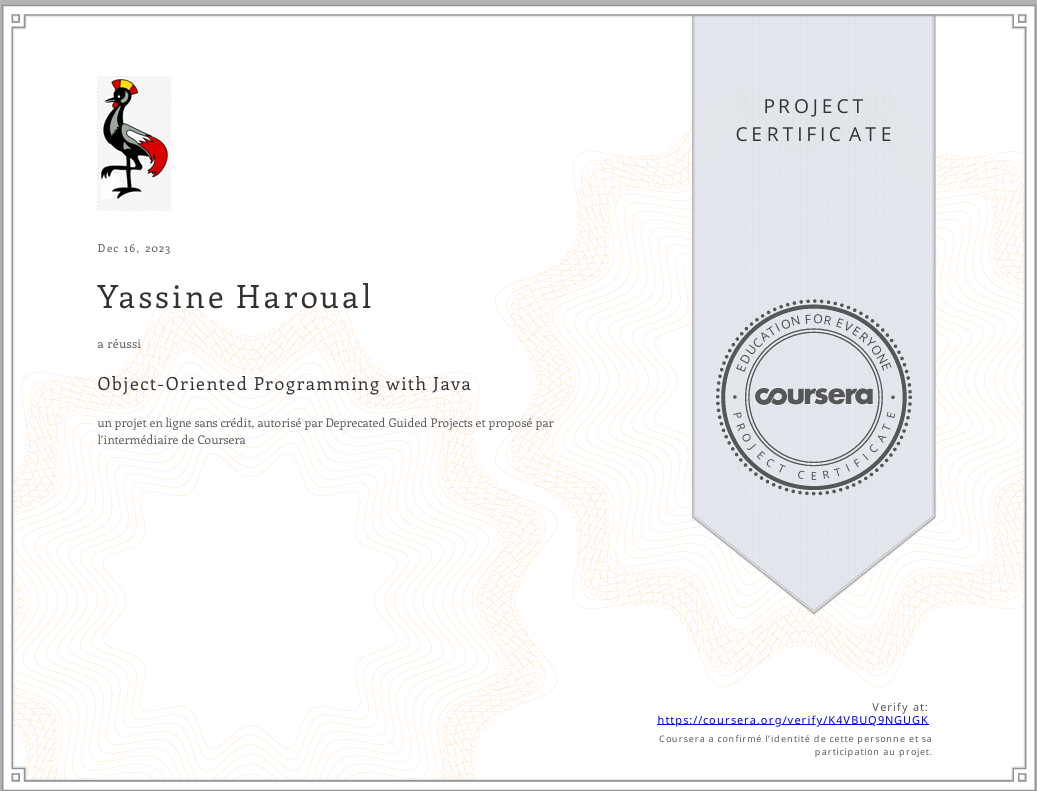 PROJECT
CERTIFICATE
Dec 16, 2023
Yassine Haroual
a réussi
Object-Oriented Programming with Java
un projet en ligne sans crédit, autorisé par Deprecated Guided Projects et proposé par
l'intermédiaire de Coursera
EDUCATION FOR EVERYONE
coursera
PROJECT CERTIFICATE
Verify at:
https://coursera.org/verify/K4VBUQ9NGUGK
Coursera a confirmé l'identité de cette personne et sa
participation au projet.